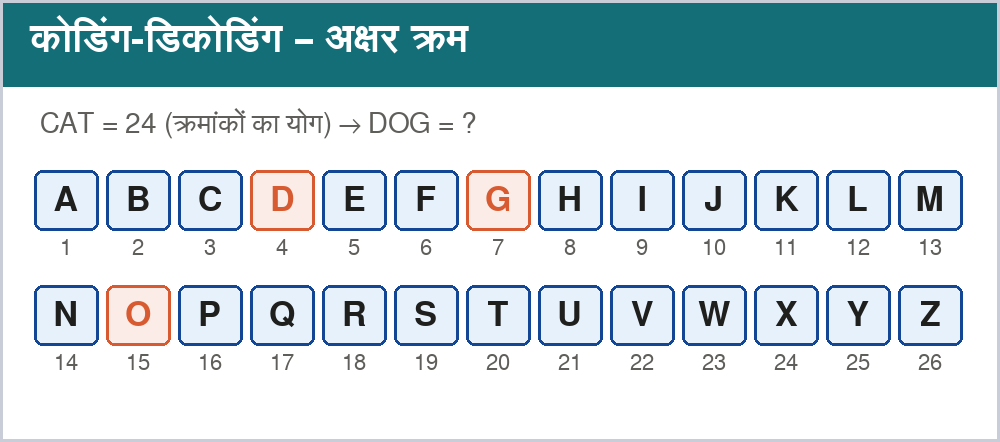 कोडिंग-डिकोडिंग – अक्षर क्रम
CAT = 24 (क्रमांकों का योग) → DOG = ?
A B C D E F G H I J K L M
1 2 3 4 5 6 7 8 9 10 11 12 13
N O P Q R S T U V W X Y Z
14 15 16 17 18 19 20 21 22 23 24 25 26